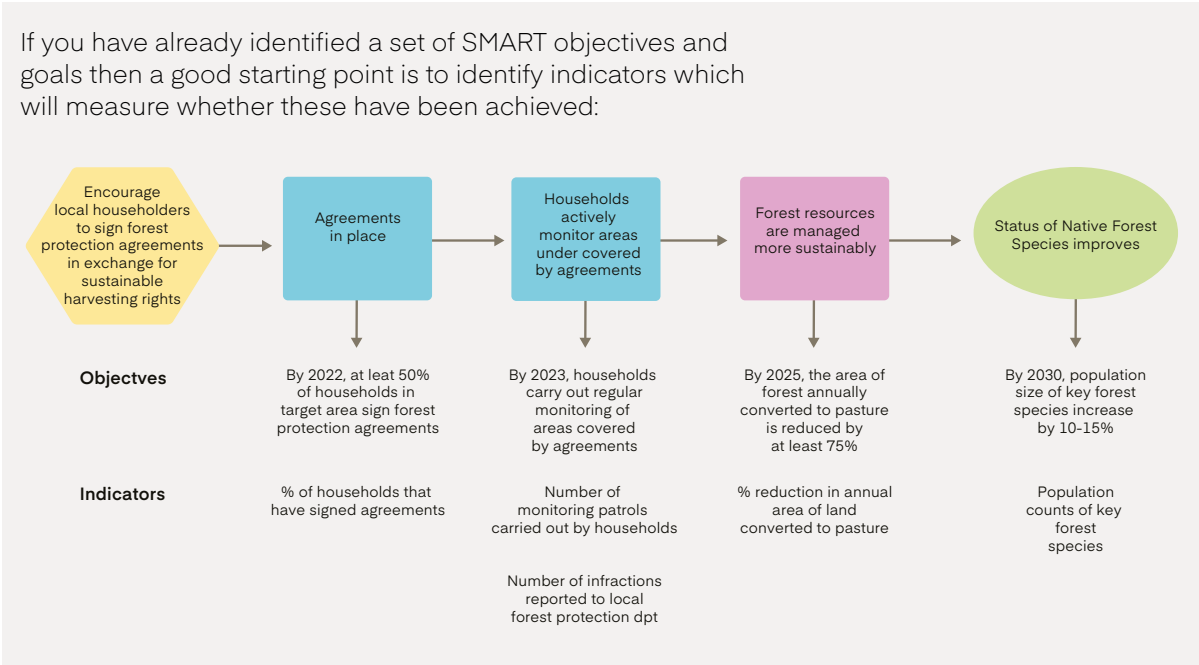 If you have already identified a set of SMART objectives and
goals then a good starting point is to identify indicators which
will measure whether these have been achieved:
Encourage
local householders
to sign forest
protection agreements
in exchange for
sustainable
harvesting rights
Agreements
in place
Households
actively
monitor areas
under covered
by agreements
Forest resources
are managed
more sustainably
Status of Native Forest
Species improves
Objectves
By 2022, at leat 50%
of households in
target area sign forest
protection agreements
By 2023, households
carry out regular
monitoring of
areas covered
by agreements
By 2025, the area of
forest annually
converted to pasture
is reduced by
at least 75%
By 2030, population
size of key forest
species increase
by 10-15%
Indicators
% of households that
have signed agreements
Number of
monitoring patrols
carried out by households
Number of infractions
reported to local
forest protection dpt
% reduction in annual
area of land
converted to pasture
Population
counts of key
forest
species